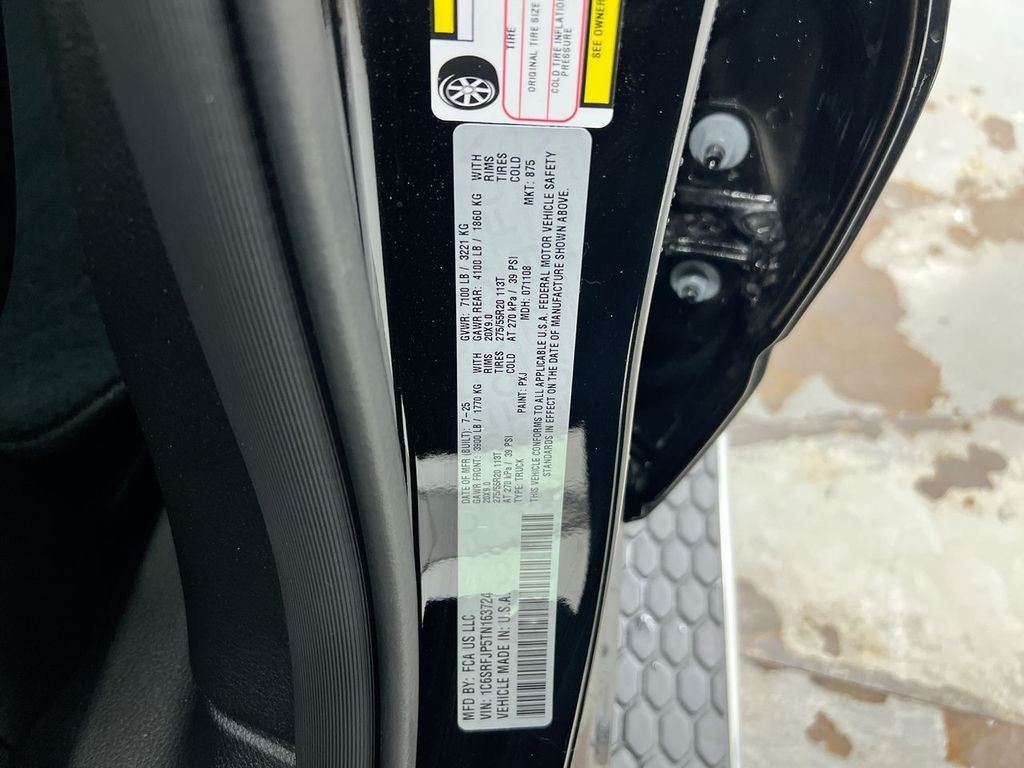 TIRE
ORIGINAL TIRE SIZE
COLD TIRE INFLATION
PRESSURE
SEE OWNER
MFD BY: FCA US LLC
DATE OF MFR (BUILT): 7-25
GVWR: 7100 LB / 3221 KG
GAWR FRONT: 3900 LB / 1770 KG WITH
20X9.0 RIMS
275/55R20 113T TIRES
AT 270 kPa / 39 PSI COLD
GAWR REAR: 4100 LB / 1860 KG WITH
20X9.0 RIMS
275/55R20 113T TIRES
AT 270 kPa / 39 PSI COLD
VIN: 1C6SRFJP5TN163724
TYPE: TRUCK
PAINT: PXJ
MDH: 071108
MKT: 875
VEHICLE MADE IN: U.S.A.
THIS VEHICLE CONFORMS TO ALL APPLICABLE U.S.A. FEDERAL MOTOR VEHICLE SAFETY
STANDARDS IN EFFECT ON THE DATE OF MANUFACTURE SHOWN ABOVE.